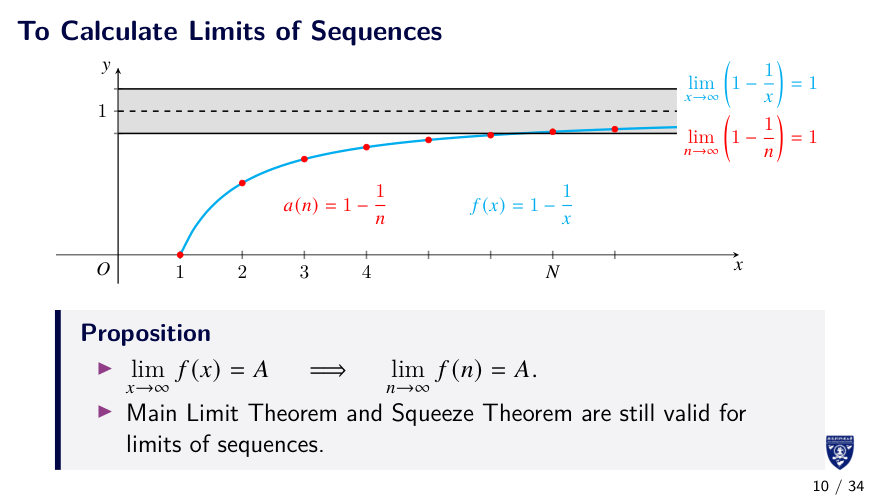 To Calculate Limits of Sequences
y
1
lim_{x→∞} (1 − 1/x) = 1
lim_{n→∞} (1 − 1/n) = 1
a(n) = 1 − 1/n
f(x) = 1 − 1/x
O 1 2 3 4 N x
Proposition
▶ lim_{x→∞} f(x) = A ⟹ lim_{n→∞} f(n) = A.
▶ Main Limit Theorem and Squeeze Theorem are still valid for
limits of sequences.
10 / 34